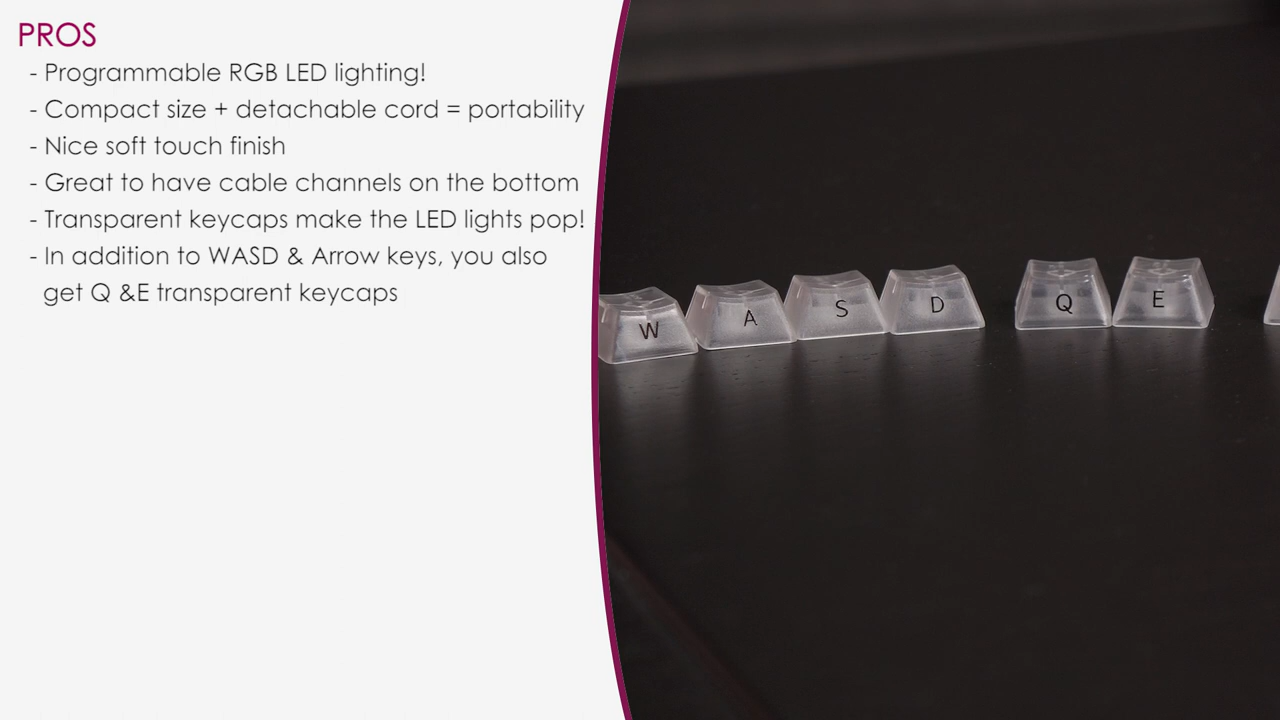 PROS
- Programmable RGB LED lighting!
- Compact size + detachable cord = portability
- Nice soft touch finish
- Great to have cable channels on the bottom
- Transparent keycaps make the LED lights pop!
- In addition to WASD & Arrow keys, you also
get Q &E transparent keycaps
W A S D Q E